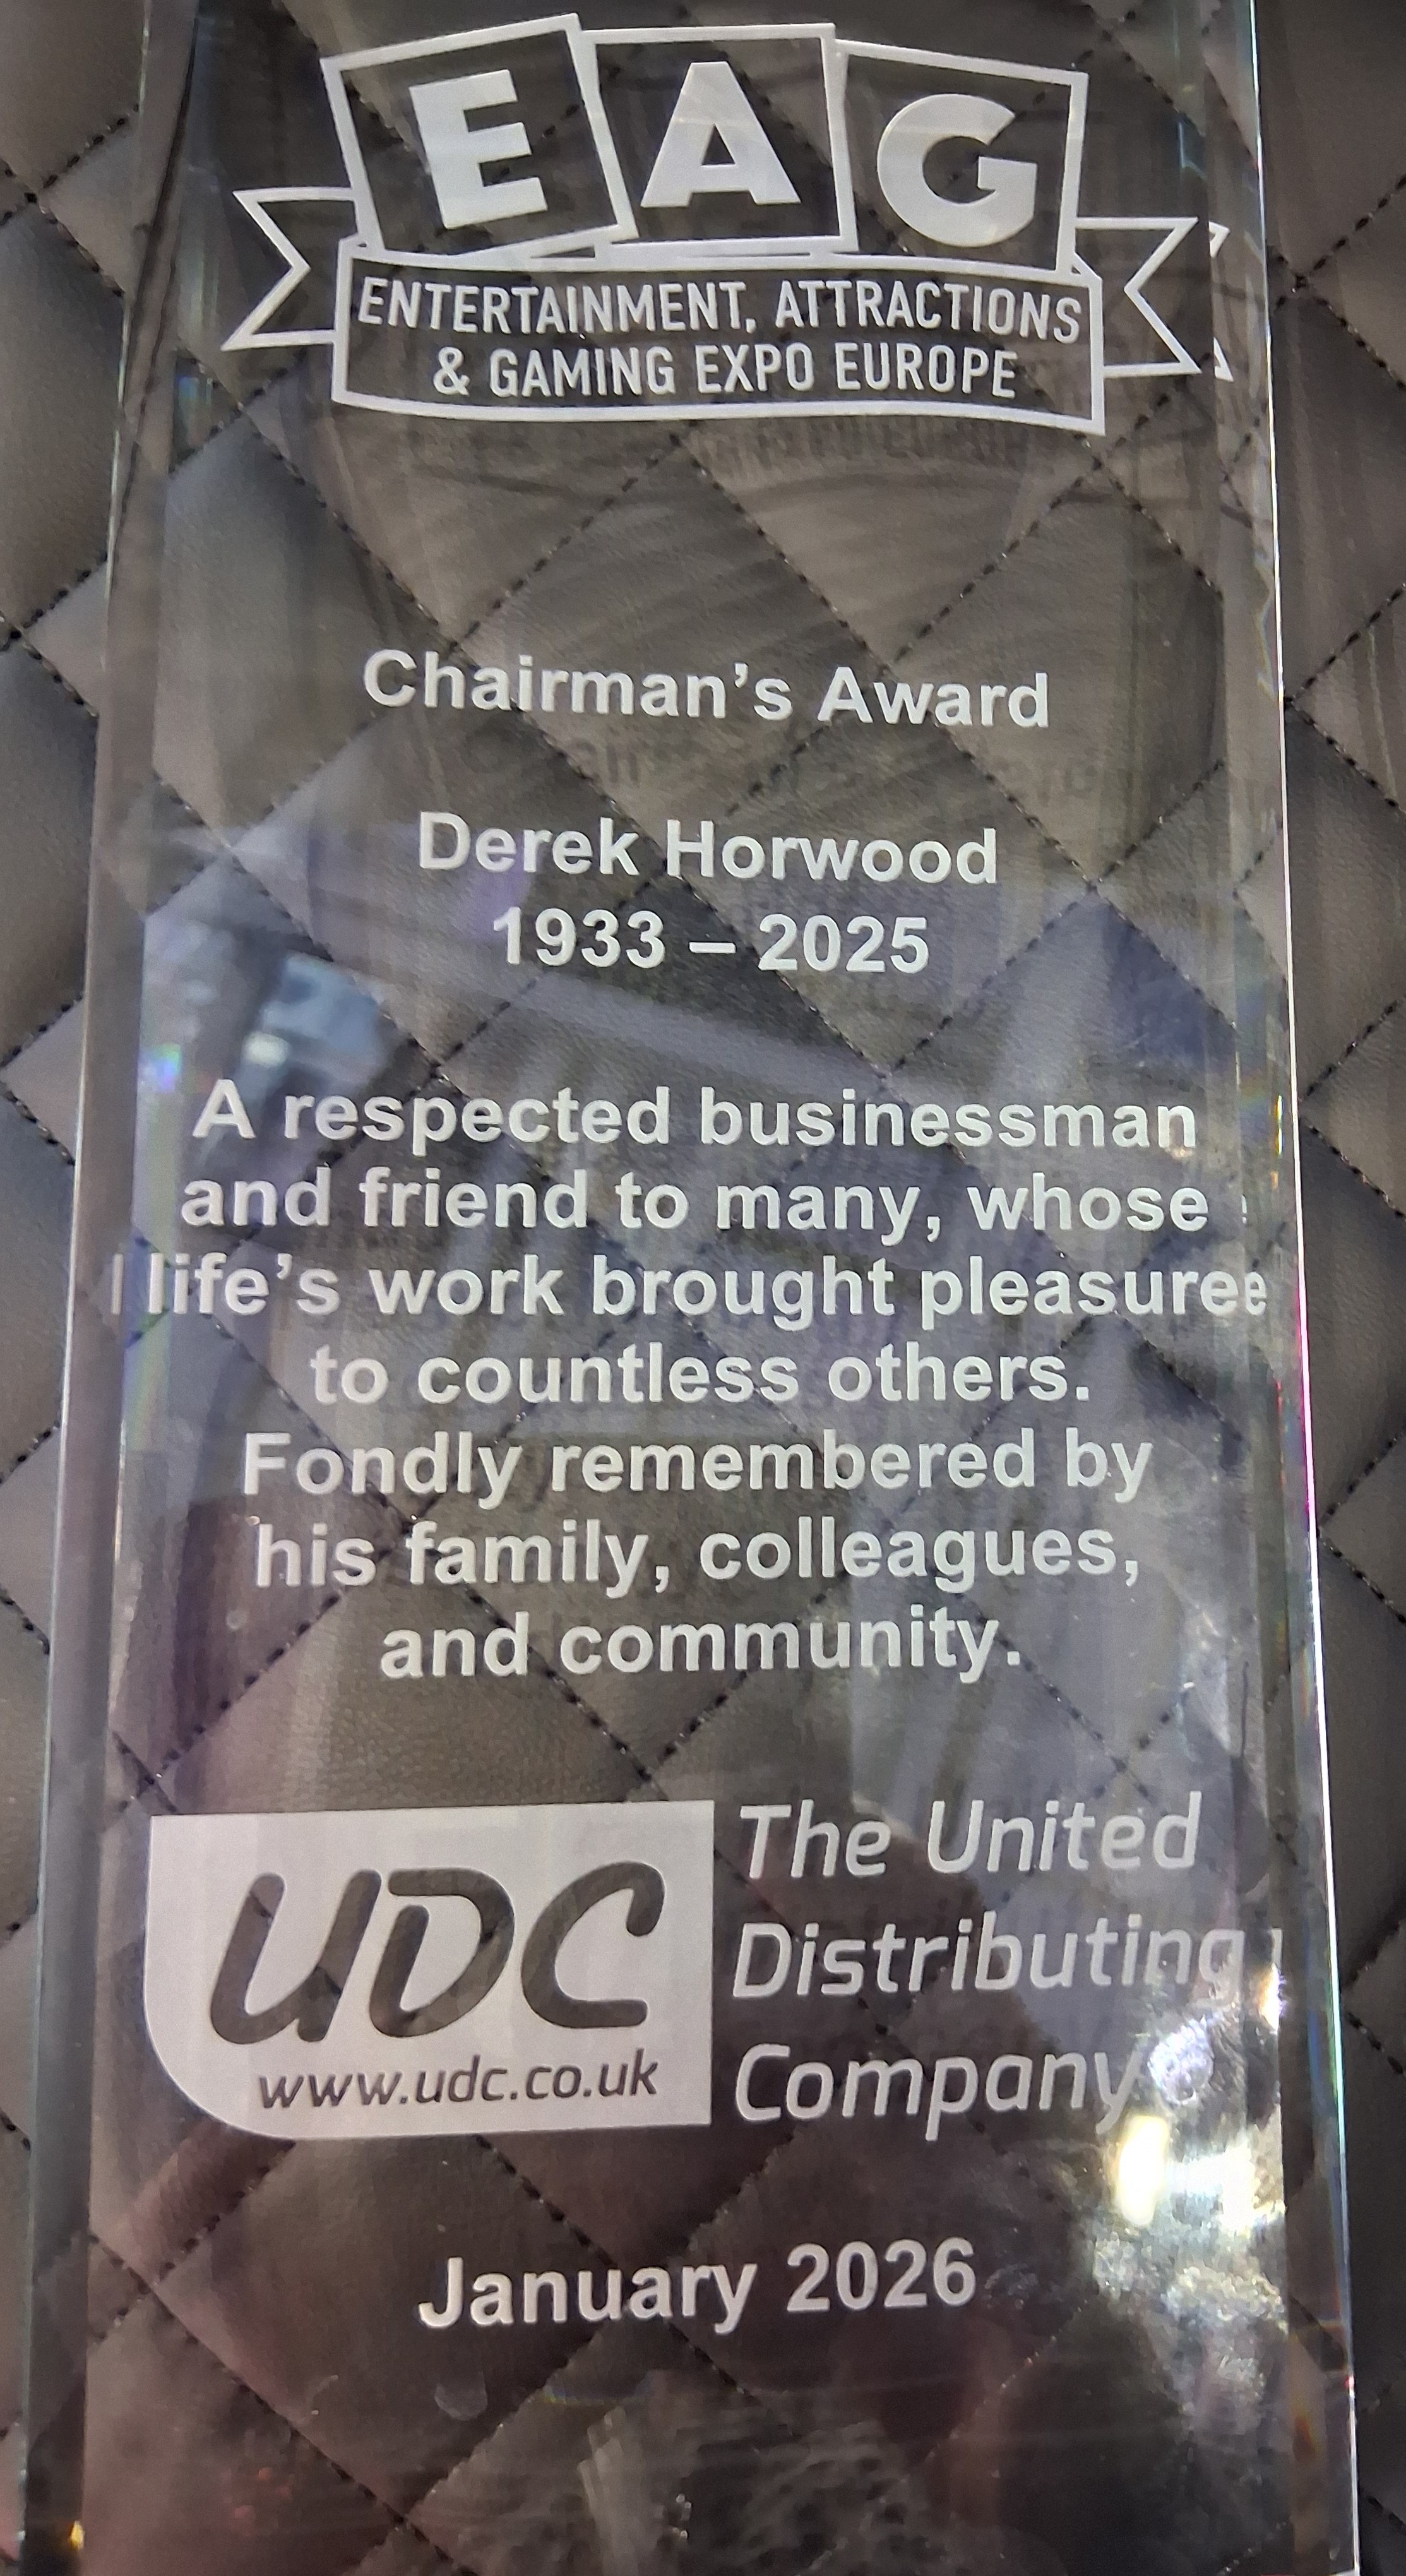 EAG
ENTERTAINMENT, ATTRACTIONS
& GAMING EXPO EUROPE
Chairman’s Award
Derek Horwood
1933 – 2025
A respected businessman
and friend to many, whose
life’s work brought pleasure
to countless others.
Fondly remembered by
his family, colleagues,
and community.
UDC
www.udc.co.uk
The United
Distributing
Company
January 2026